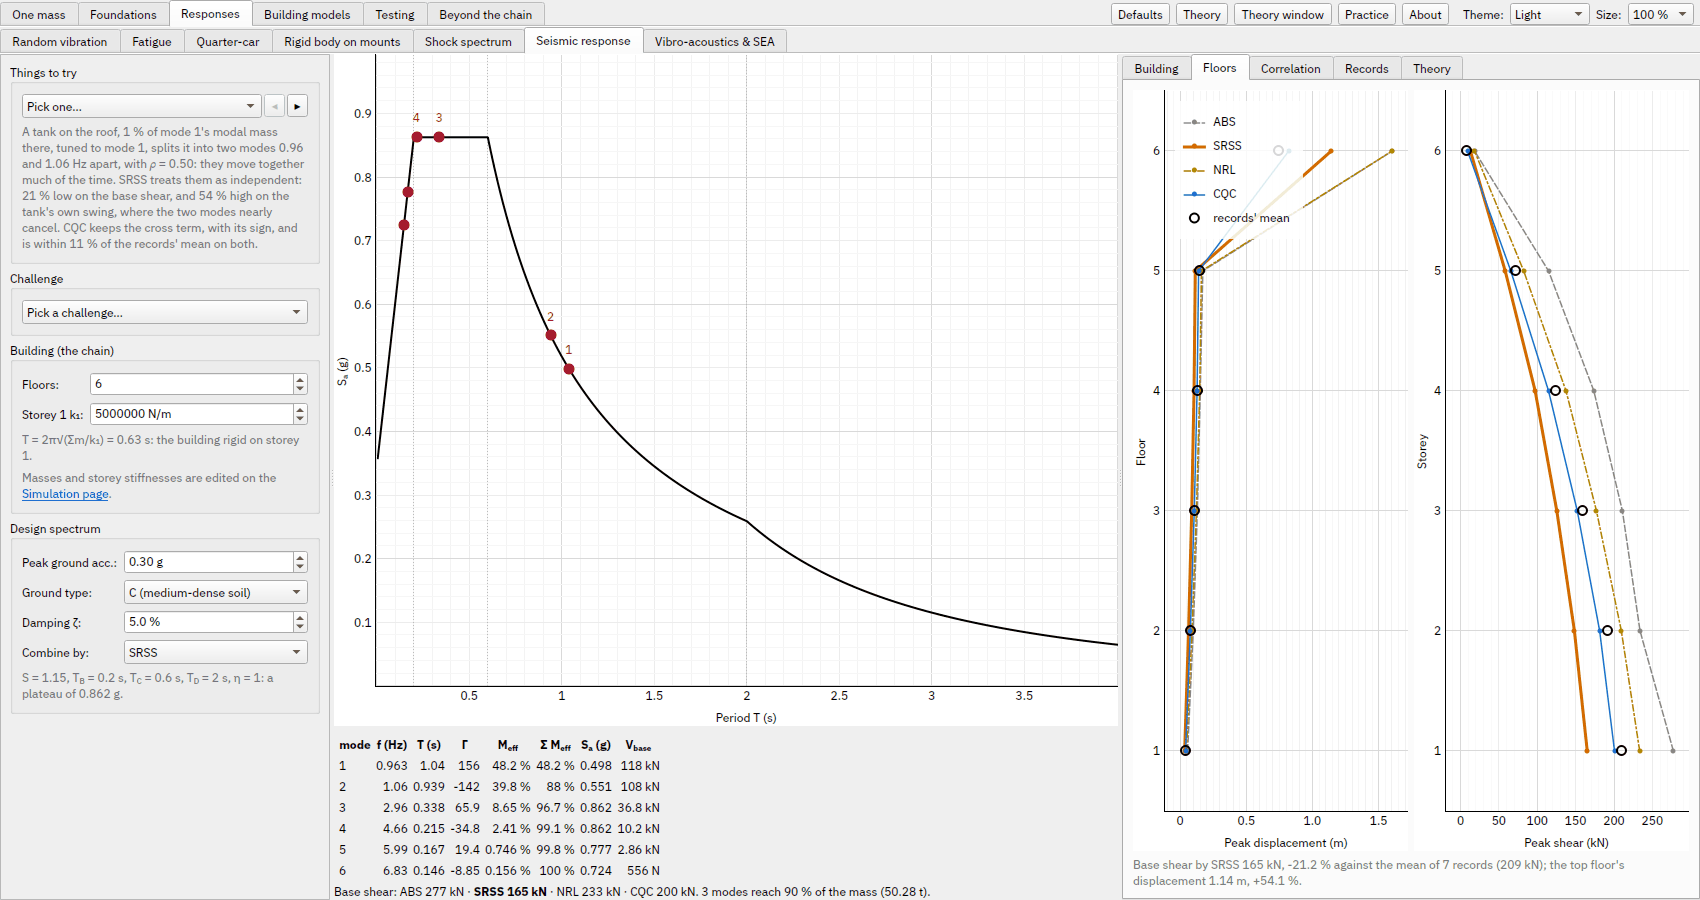 One mass Foundations Responses Building models Testing Beyond the chain Defaults Theory Theory window Practice About Theme: Light Size: 100 %
Random vibration Fatigue Quarter-car Rigid body on mounts Shock spectrum Seismic response Vibro-acoustics & SEA
Things to try
Pick one...
A tank on the roof, 1 % of mode 1's modal mass
there, tuned to mode 1, splits it into two modes 0.96
and 1.06 Hz apart, with ρ = 0.50: they move together
much of the time. SRSS treats them as independent:
21 % low on the base shear, and 54 % high on the
tank's own swing, where the two modes nearly
cancel. CQC keeps the cross term, with its sign, and
is within 11 % of the records' mean on both.
Challenge
Pick a challenge...
Building (the chain)
Floors: 6
Storey 1 k₁: 5000000 N/m
T = 2π√(Σm/k₁) = 0.63 s: the building rigid on storey
1.
Masses and storey stiffnesses are edited on the
Simulation page.
Design spectrum
Peak ground acc.: 0.30 g
Ground type: C (medium-dense soil)
Damping ζ: 5.0 %
Combine by: SRSS
S = 1.15, T_B = 0.2 s, T_C = 0.6 s, T_D = 2 s, η = 1: a
plateau of 0.862 g.
0.9
0.8
0.7
0.6
0.5
0.4
0.3
0.2
0.1
Sₐ (g)
4 3
2
1
0.5 1 1.5 2 2.5 3 3.5
Period T (s)
mode f (Hz) T (s) Γ M_eff Σ M_eff Sₐ (g) V_base
1 0.963 1.04 156 48.2 % 48.2 % 0.498 118 kN
2 1.06 0.939 -142 39.8 % 88 % 0.551 108 kN
3 2.96 0.338 65.9 8.65 % 96.7 % 0.862 36.8 kN
4 4.66 0.215 -34.8 2.41 % 99.1 % 0.862 10.2 kN
5 5.99 0.167 19.4 0.746 % 99.8 % 0.777 2.86 kN
6 6.83 0.146 -8.85 0.156 % 100 % 0.724 556 N
Base shear: ABS 277 kN · SRSS 165 kN · NRL 233 kN · CQC 200 kN. 3 modes reach 90 % of the mass (50.28 t).
Building Floors Correlation Records Theory
ABS
SRSS
NRL
CQC
records' mean
6
5
4
3
2
1
Floor
0 0.5 1.0 1.5
Peak displacement (m)
6
5
4
3
2
1
Storey
0 50 100 150 200 250
Peak shear (kN)
Base shear by SRSS 165 kN, -21.2 % against the mean of 7 records (209 kN); the top floor's
displacement 1.14 m, +54.1 %.